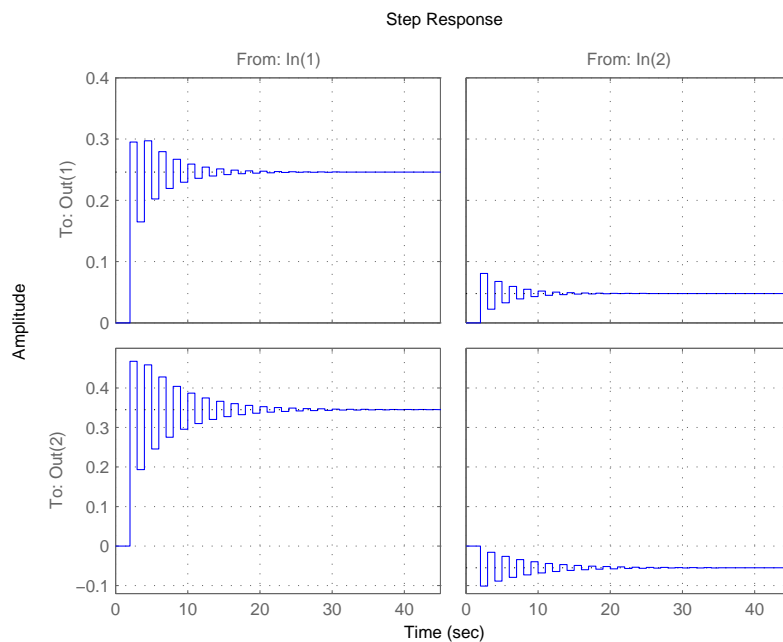 Step Response
From: In(1)
From: In(2)
To: Out(1)
0.4
0.3
0.2
0.1
0
Amplitude
To: Out(2)
0.4
0.3
0.2
0.1
0
−0.1
0 10 20 30 40
0 10 20 30 40
Time (sec)